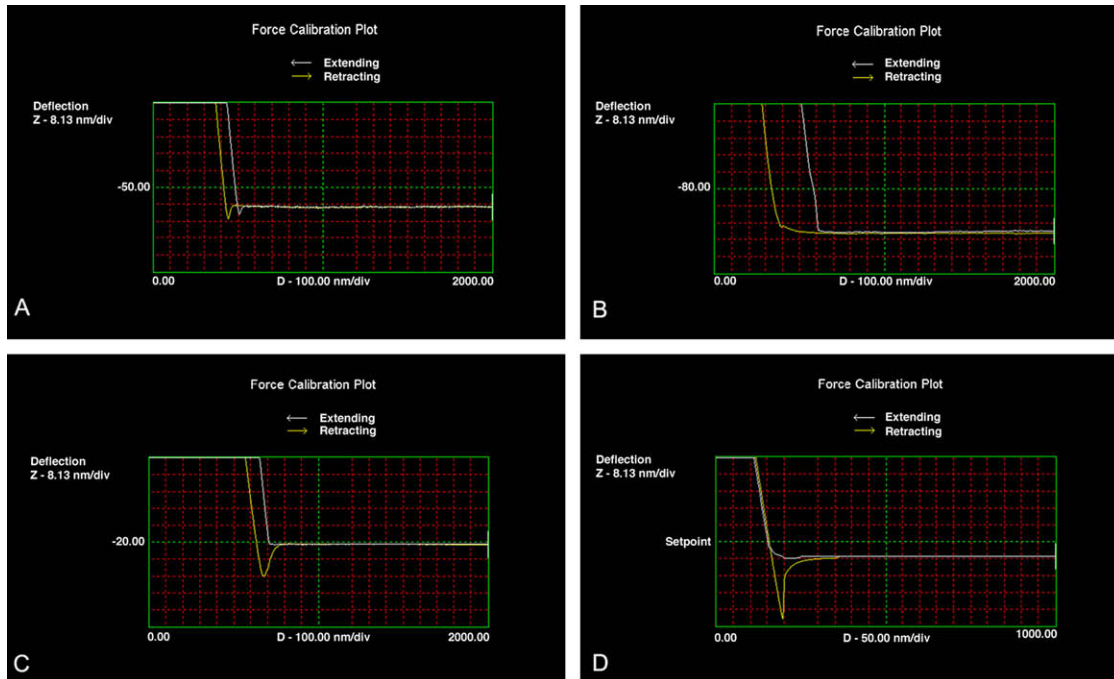 Force Calibration Plot
Extending
Retracting
Deflection
Z - 8.13 nm/div
-50.00
0.00 D - 100.00 nm/div 2000.00
A
Force Calibration Plot
Extending
Retracting
Deflection
Z - 8.13 nm/div
-80.00
0.00 D - 100.00 nm/div 2000.00
B
Force Calibration Plot
Extending
Retracting
Deflection
Z - 8.13 nm/div
-20.00
0.00 D - 100.00 nm/div 2000.00
C
Force Calibration Plot
Extending
Retracting
Deflection
Z - 8.13 nm/div
Setpoint
0.00 D - 50.00 nm/div 1000.00
D